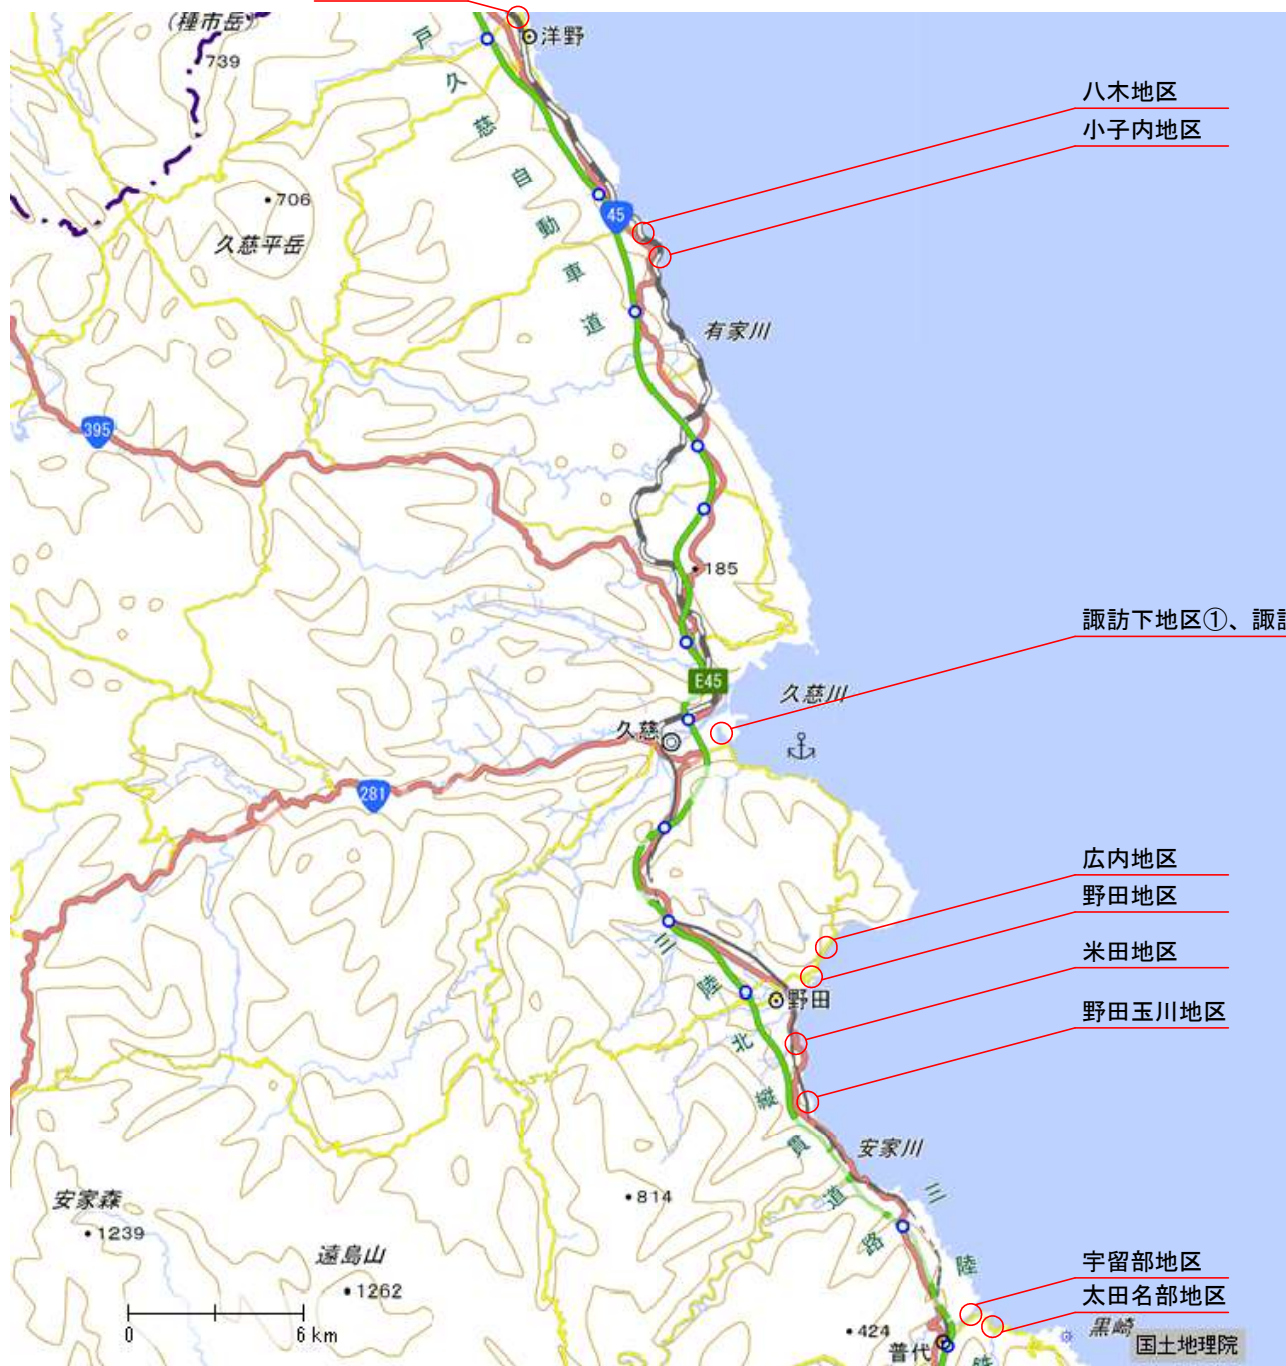 (種市岳)
739
洋野
戸
久
慈
自
動
車
道
八木地区
小子内地区
706
久慈平岳
45
有家川
395
185
諏訪下地区①、諏
E45
久慈川
久慈
281
広内地区
野田地区
米田地区
野田玉川地区
野田
三
陸
北
縦
貫
道
路
安家川
814
安家森
1239
遠島山
1262
三
陸
宇留部地区
太田名部地区
黒崎
424
普代
0
6 km
国土地理院